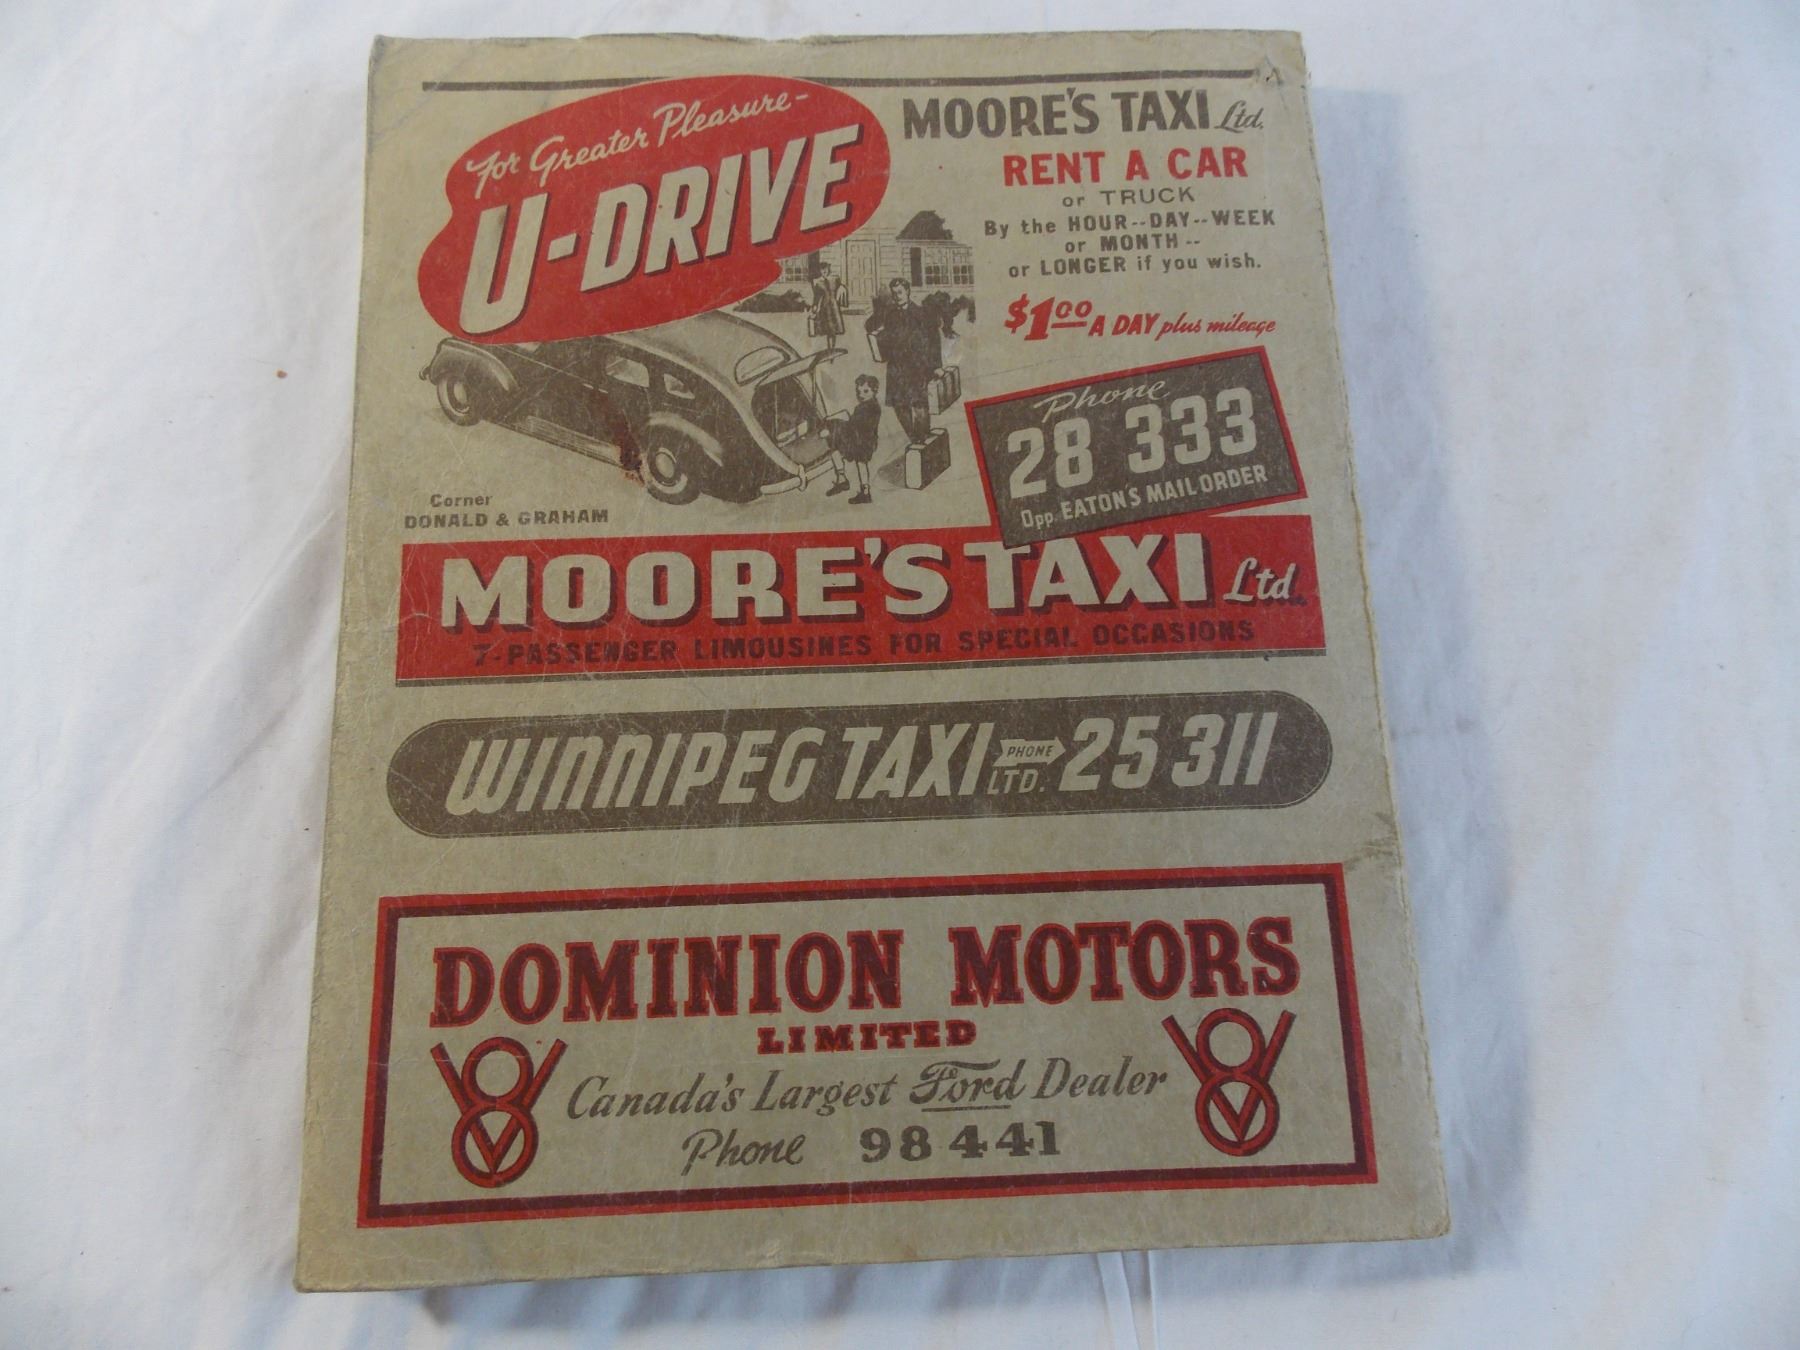 For Greater Pleasure-
U-DRIVE
MOORE'S TAXI Ltd.
RENT A CAR
or TRUCK
By the HOUR--DAY--WEEK
or MONTH--
or LONGER if you wish.
$1.00 A DAY plus mileage
Phone
28 333
Opp. EATON'S MAIL ORDER
Corner
DONALD & GRAHAM
MOORE'S TAXI Ltd.
7-PASSENGER LIMOUSINES FOR SPECIAL OCCASIONS
WINNIPEG TAXI LTD. PHONE 25 311
DOMINION MOTORS
LIMITED
V8
Canada's Largest Ford Dealer
V8
Phone 98 441